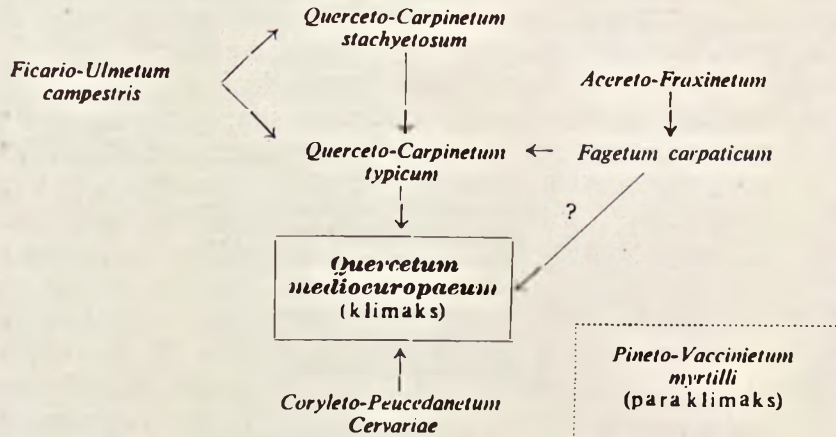 Querceto-Carpinetum
stachyetosum
Ficario-Ulmetum
campestris
Acereto-Fraxinetum
Querceto-Carpinetum
typicum
Fagetum carpaticum
?
Quercetum
mediocuropaeum
(klimaks)
Pineto-Vaccinietum
myrtilli
(paraklimaks)
Coryleto-Peucedanetum
Cervariae